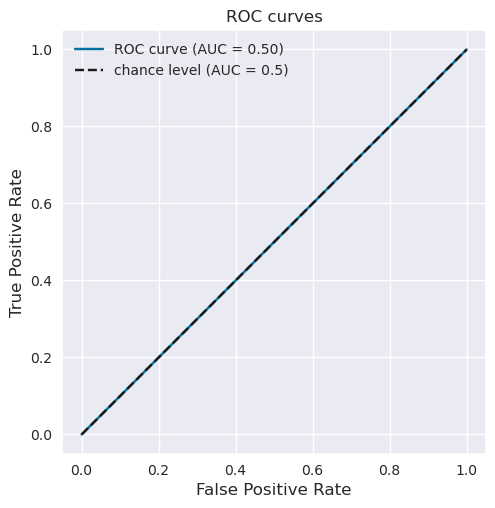 ROC curves
ROC curve (AUC = 0.50)
chance level (AUC = 0.5)
1.0
0.8
0.6
0.4
0.2
0.0
True Positive Rate
0.0 0.2 0.4 0.6 0.8 1.0
False Positive Rate